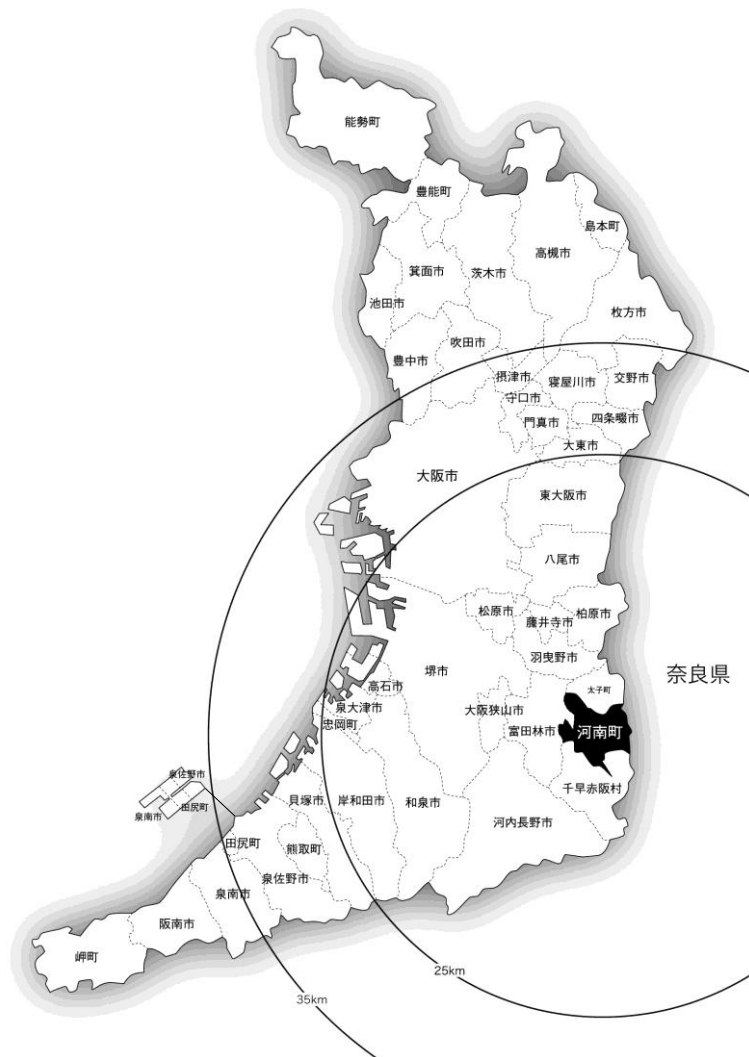 能勢町
豊能町
島本町
高槻市
箕面市
茨木市
池田市
枚方市
吹田市
豊中市
摂津市
寝屋川市
交野市
守口市
門真市
四条畷市
大東市
大阪市
東大阪市
八尾市
松原市
柏原市
藤井寺市
羽曳野市
奈良県
堺市
高石市
太子町
泉大津市
大阪狭山市
忠岡町
富田林市
河南町
泉佐野市
千早赤阪村
貝塚市
岸和田市
和泉市
田尻町
泉南市
河内長野市
田尻町
熊取町
泉佐野市
泉南市
阪南市
岬町
25km
35km